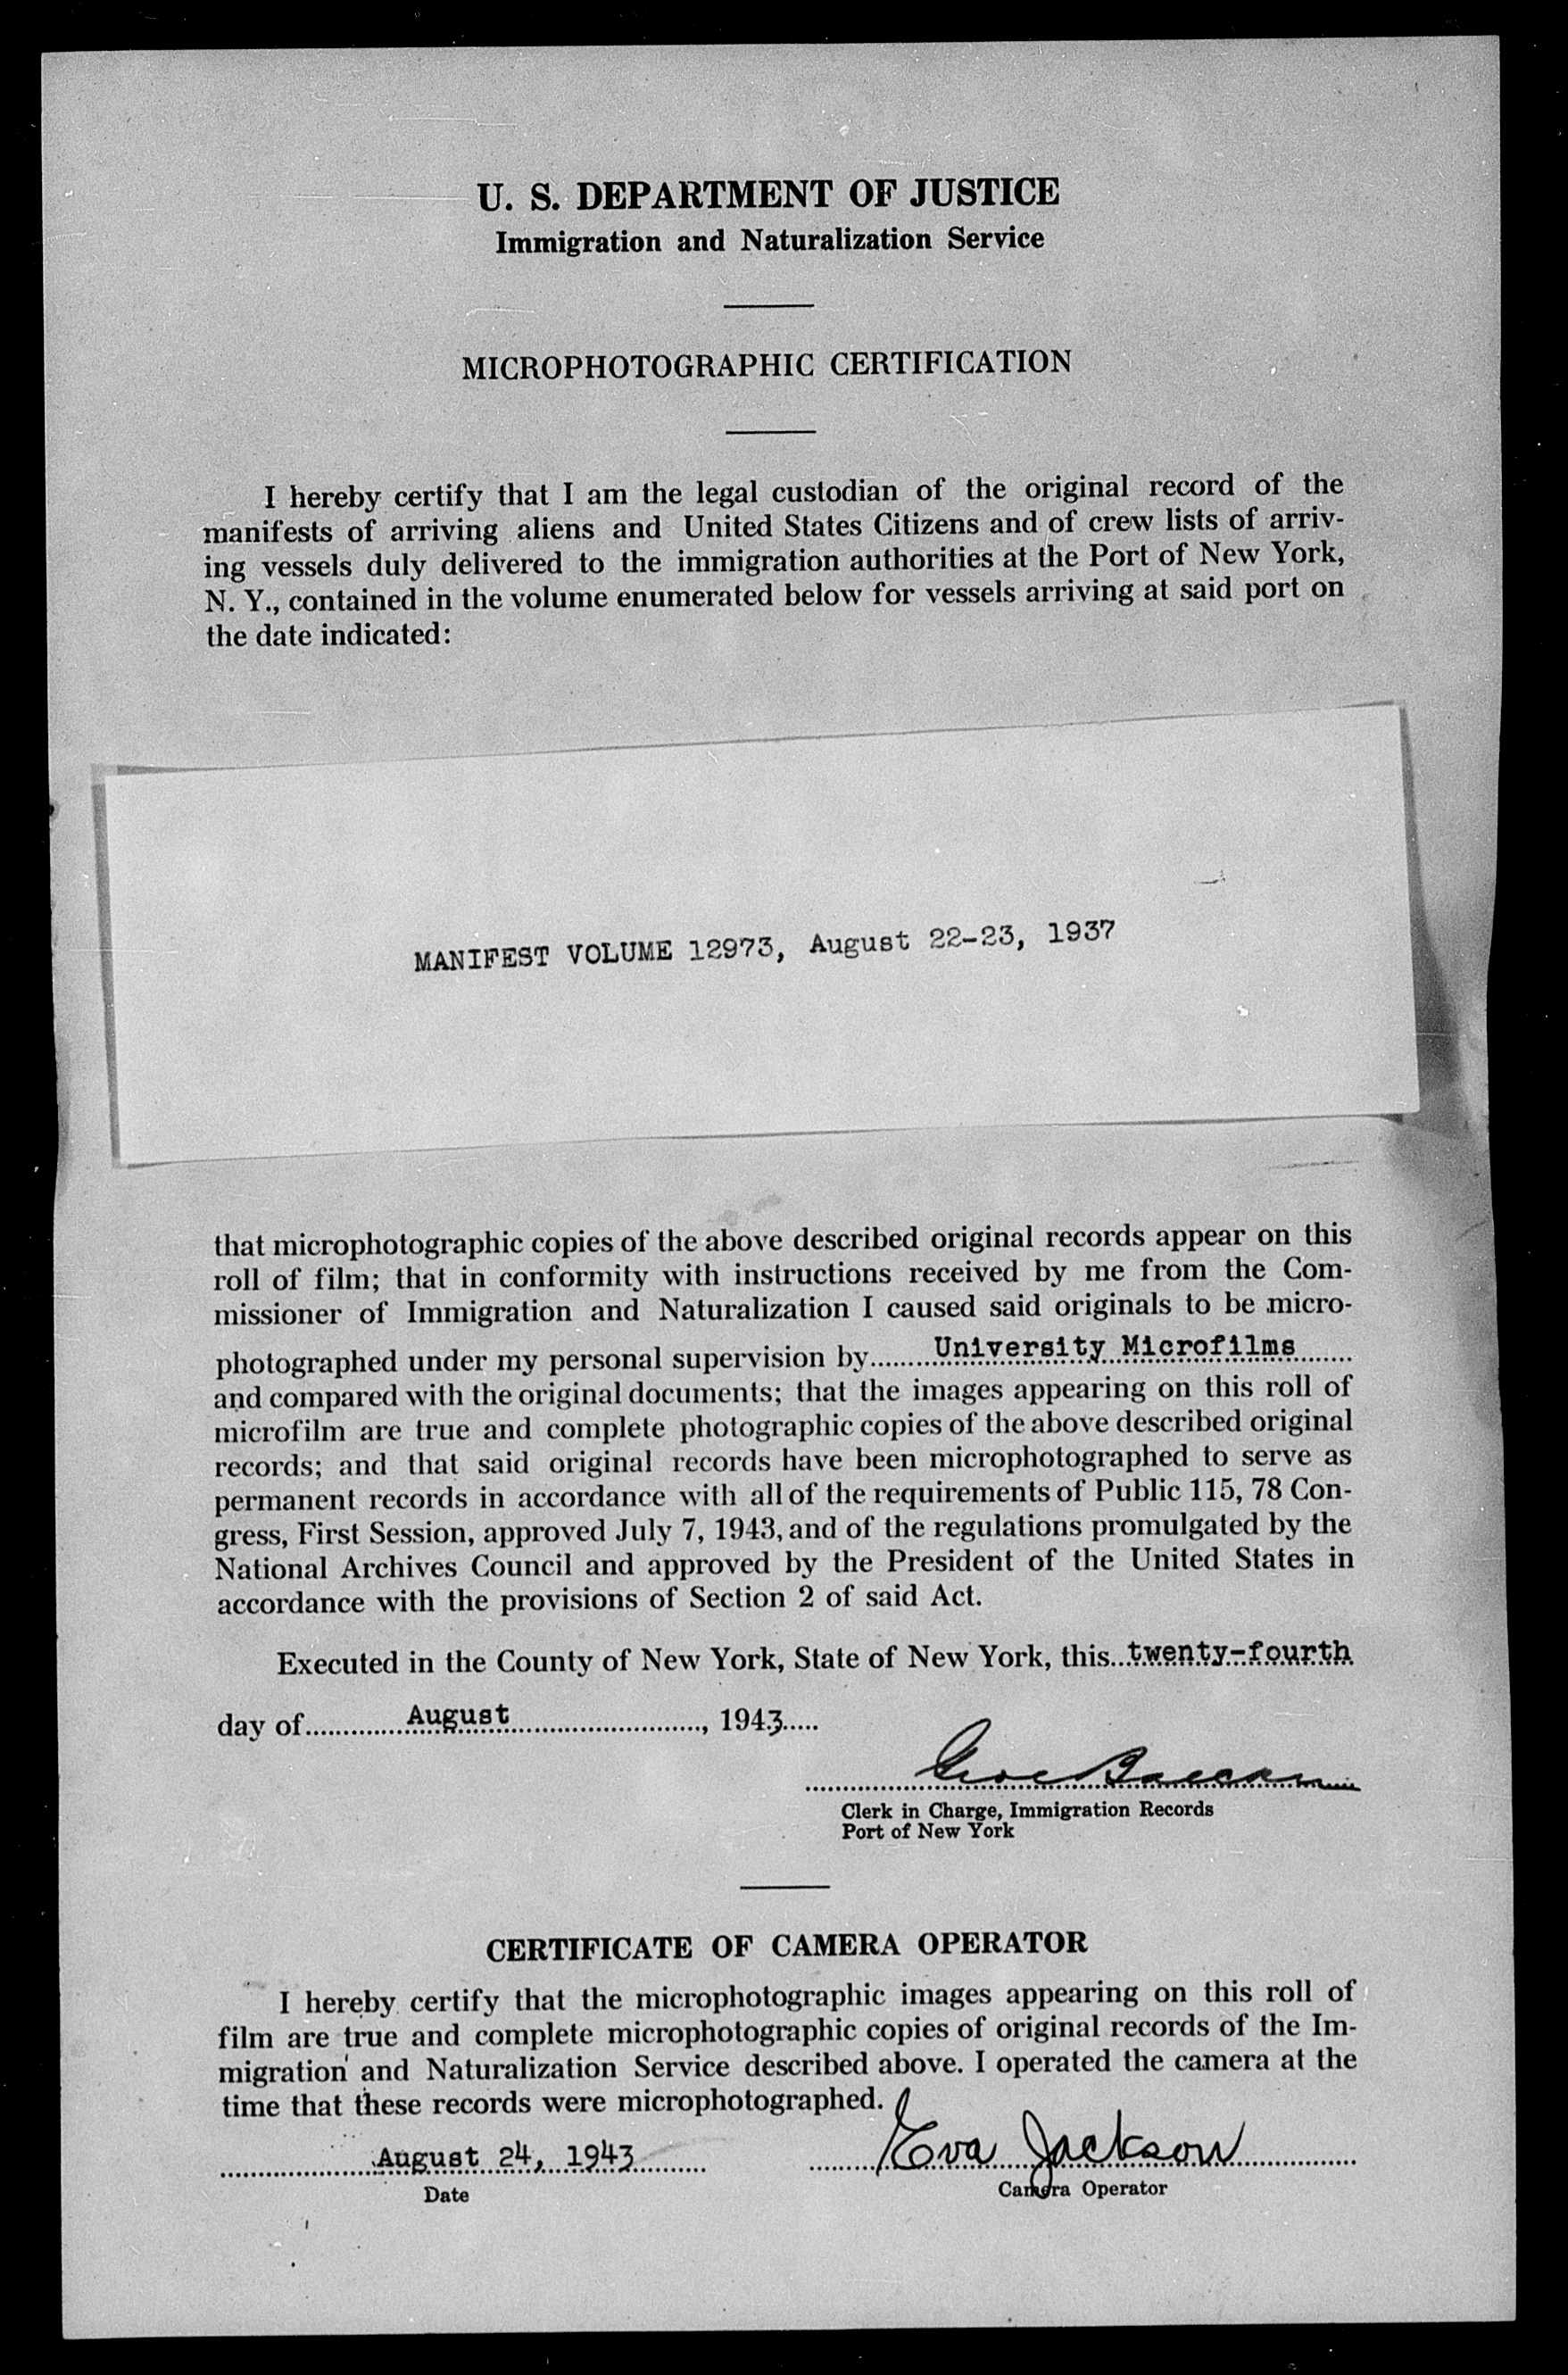 U. S. DEPARTMENT OF JUSTICE
Immigration and Naturalization Service
MICROPHOTOGRAPHIC CERTIFICATION
I hereby certify that I am the legal custodian of the original record of the
manifests of arriving aliens and United States Citizens and of crew lists of arriv-
ing vessels duly delivered to the immigration authorities at the Port of New York,
N. Y., contained in the volume enumerated below for vessels arriving at said port on
the date indicated:
MANIFEST VOLUME 12973, August 22-23, 1937
that microphotographic copies of the above described original records appear on this
roll of film; that in conformity with instructions received by me from the Com-
missioner of Immigration and Naturalization I caused said originals to be micro-
photographed under my personal supervision by University Microfilms
and compared with the original documents; that the images appearing on this roll of
microfilm are true and complete photographic copies of the above described original
records; and that said original records have been microphotographed to serve as
permanent records in accordance with all of the requirements of Public 115, 78 Con-
gress, First Session, approved July 7, 1943, and of the regulations promulgated by the
National Archives Council and approved by the President of the United States in
accordance with the provisions of Section 2 of said Act.
Executed in the County of New York, State of New York, this twenty-fourth
day of August, 1943
Clerk in Charge, Immigration Records
Port of New York
CERTIFICATE OF CAMERA OPERATOR
I hereby certify that the microphotographic images appearing on this roll of
film are true and complete microphotographic copies of original records of the Im-
migration and Naturalization Service described above. I operated the camera at the
time that these records were microphotographed.
August 24, 1943 Eva Jackson
Date Camera Operator